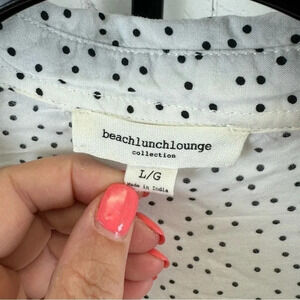 beachlunchlounge
collection
L/G
Made in India